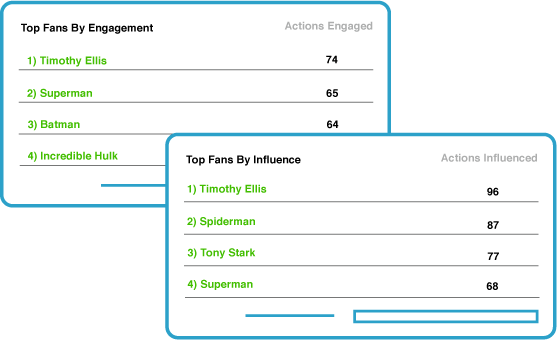 Top Fans By Engagement Actions Engaged
1) Timothy Ellis 74
2) Superman 65
3) Batman 64
4) Incredible Hulk
Top Fans By Influence Actions Influenced
1) Timothy Ellis 96
2) Spiderman 87
3) Tony Stark 77
4) Superman 68